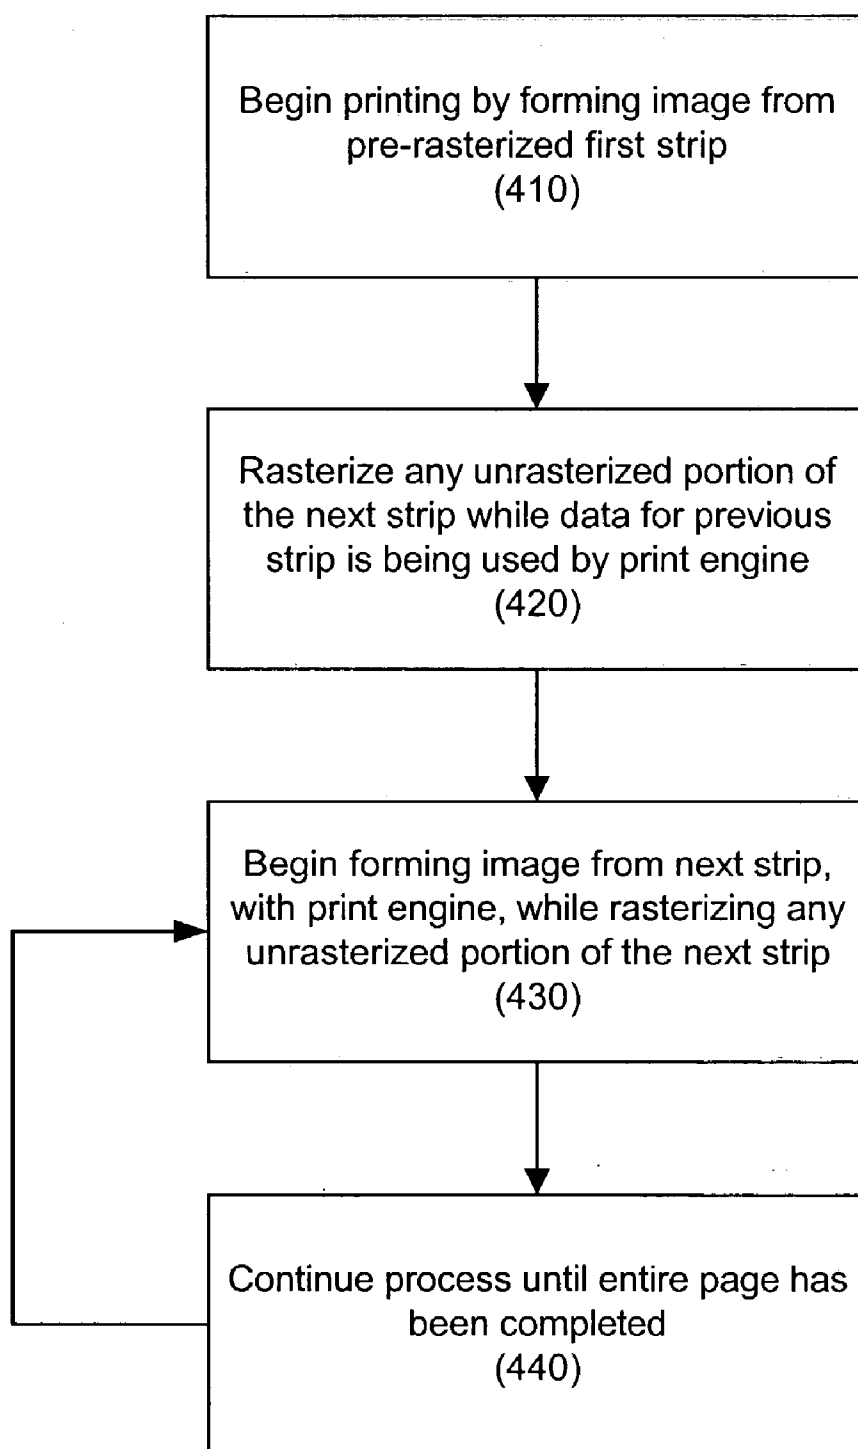 Begin printing by forming image from
pre-rasterized first strip
(410)
Rasterize any unrasterized portion of
the next strip while data for previous
strip is being used by print engine
(420)
Begin forming image from next strip,
with print engine, while rasterizing any
unrasterized portion of the next strip
(430)
Continue process until entire page has
been completed
(440)